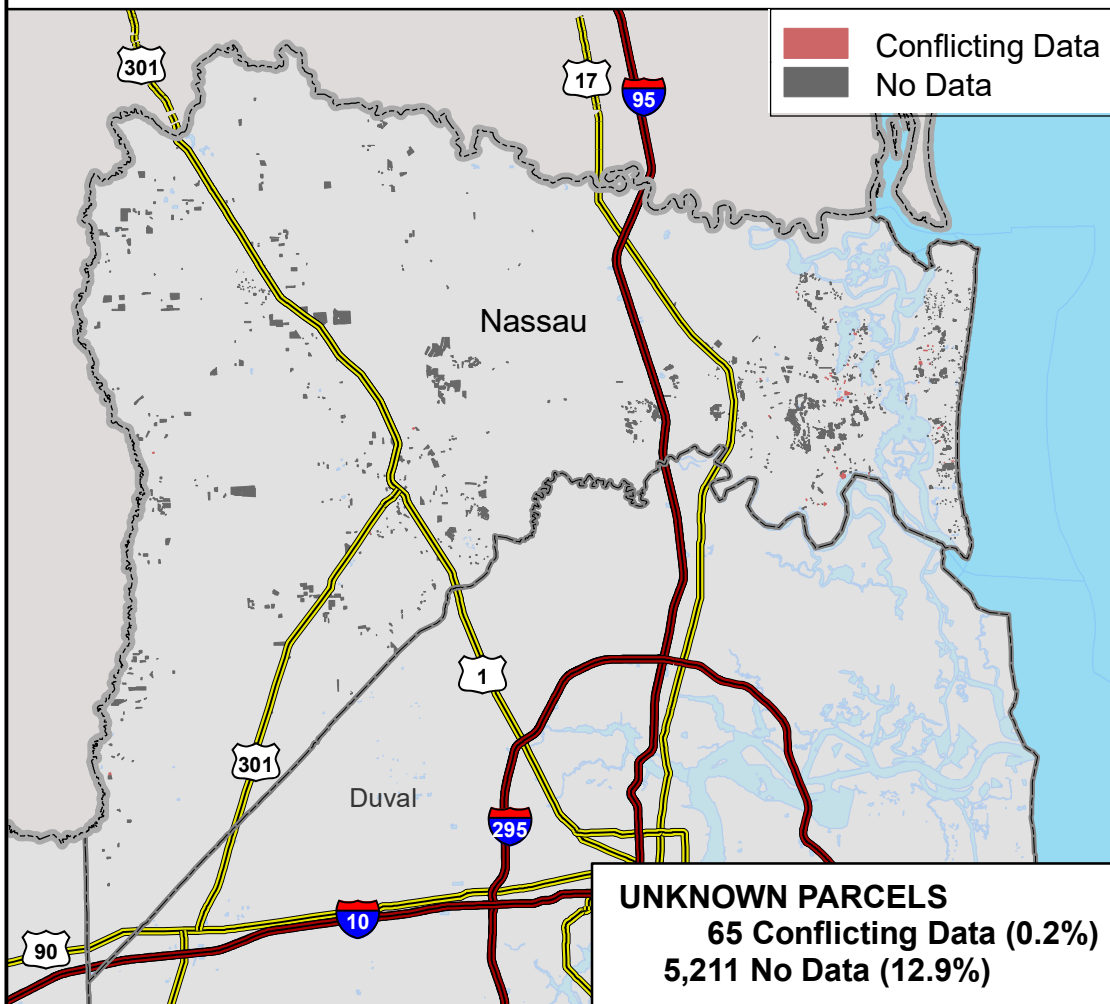 Conflicting Data
No Data
301
17
95
Nassau
1
301
Duval
295
10
90
UNKNOWN PARCELS
65 Conflicting Data (0.2%)
5,211 No Data (12.9%)